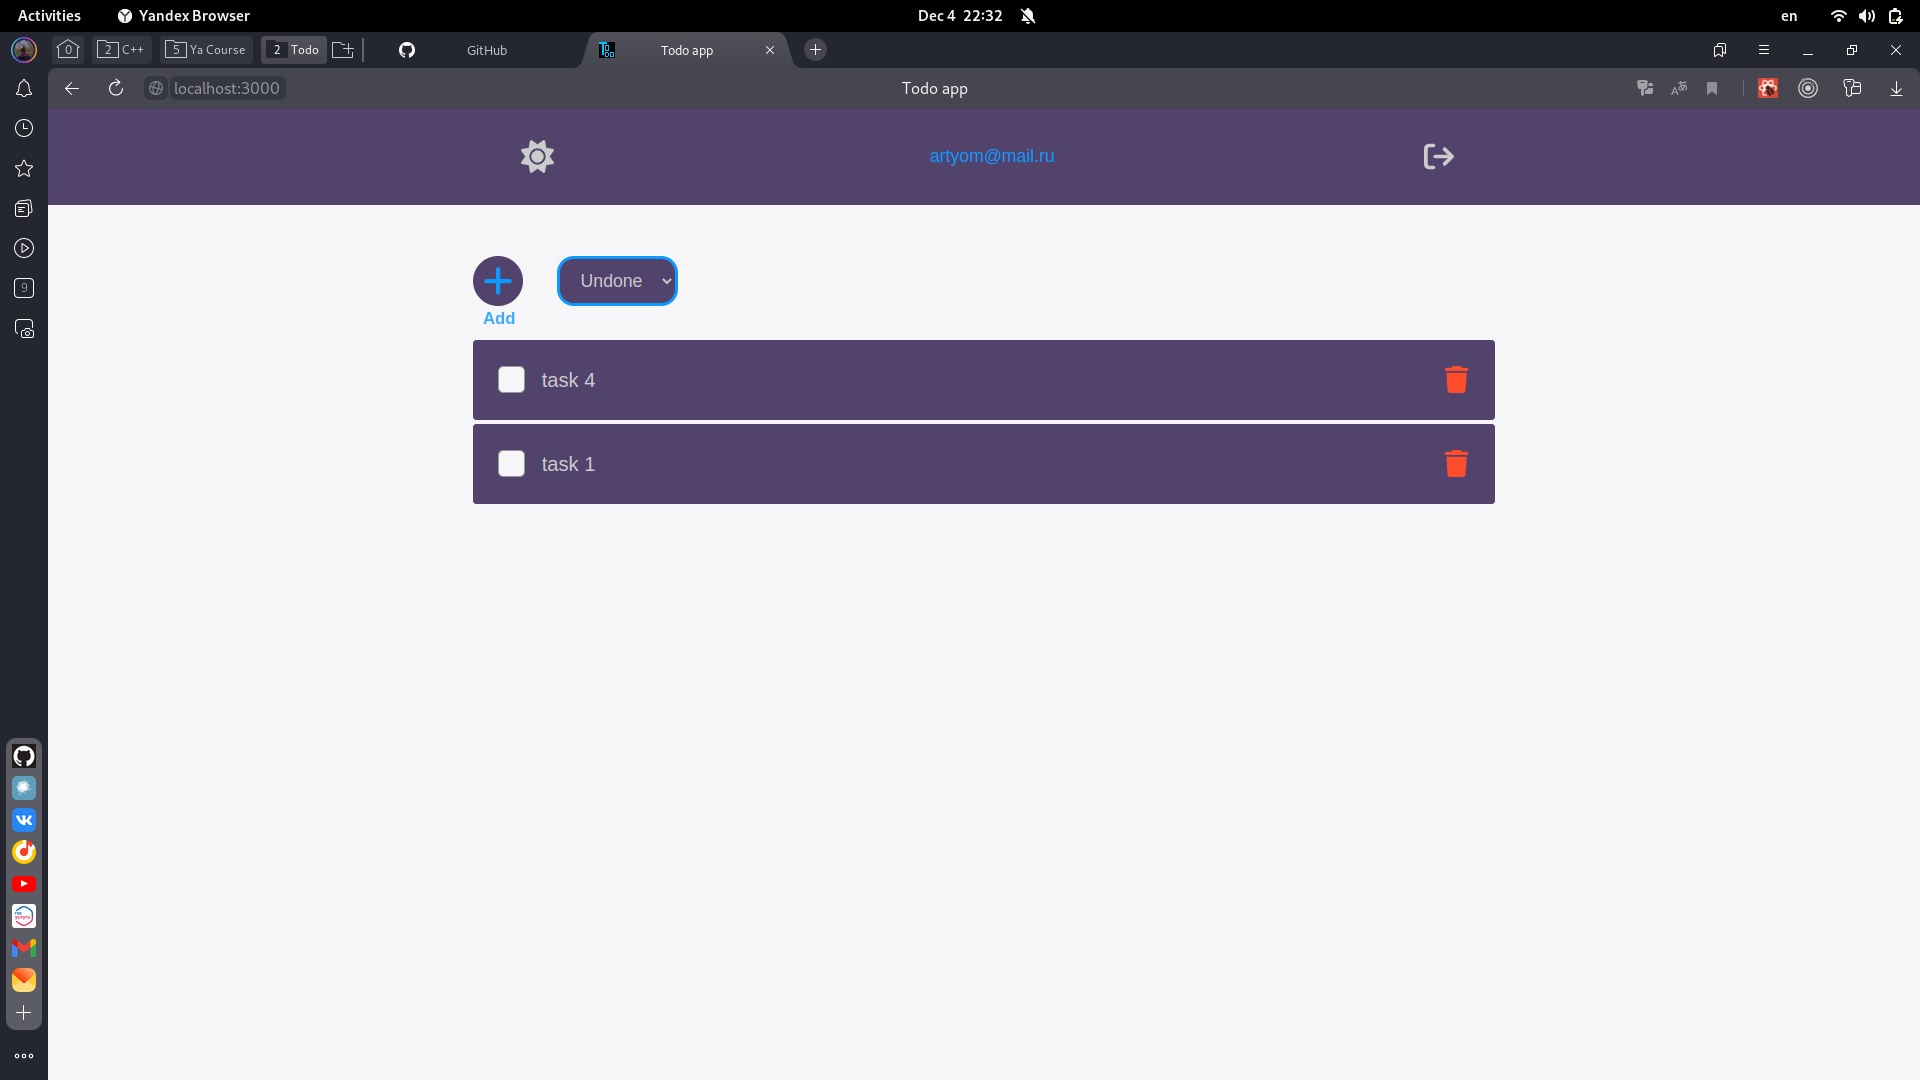 Activities
Yandex Browser
Dec 4 22:32
en
0
2 C++
5 Ya Course
2 Todo
GitHub
Todo app
localhost:3000
Todo app
artyom@mail.ru
Undone
Add
task 4
task 1
9